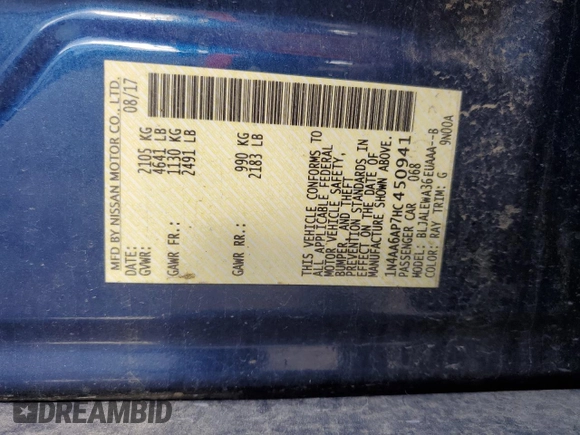 MFD BY NISSAN MOTOR CO., LTD.
DATE: 08/17
GVWR: 2105 KG
4641 LB
GAWR FR.: 1130 KG
2491 LB
GAWR RR.: 990 KG
2183 LB
THIS VEHICLE CONFORMS TO
ALL APPLICABLE FEDERAL
MOTOR VEHICLE SAFETY,
BUMPER, AND THEFT
PREVENTION STANDARDS IN
EFFECT ON THE DATE OF
MANUFACTURE SHOWN ABOVE.
1N4AA6AP7HC450941
PASSENGER CAR 068
MODEL: BLJALEWA36EUAAA--B
COLOR: RAY TRIM: G 9N00A
DREAMBID